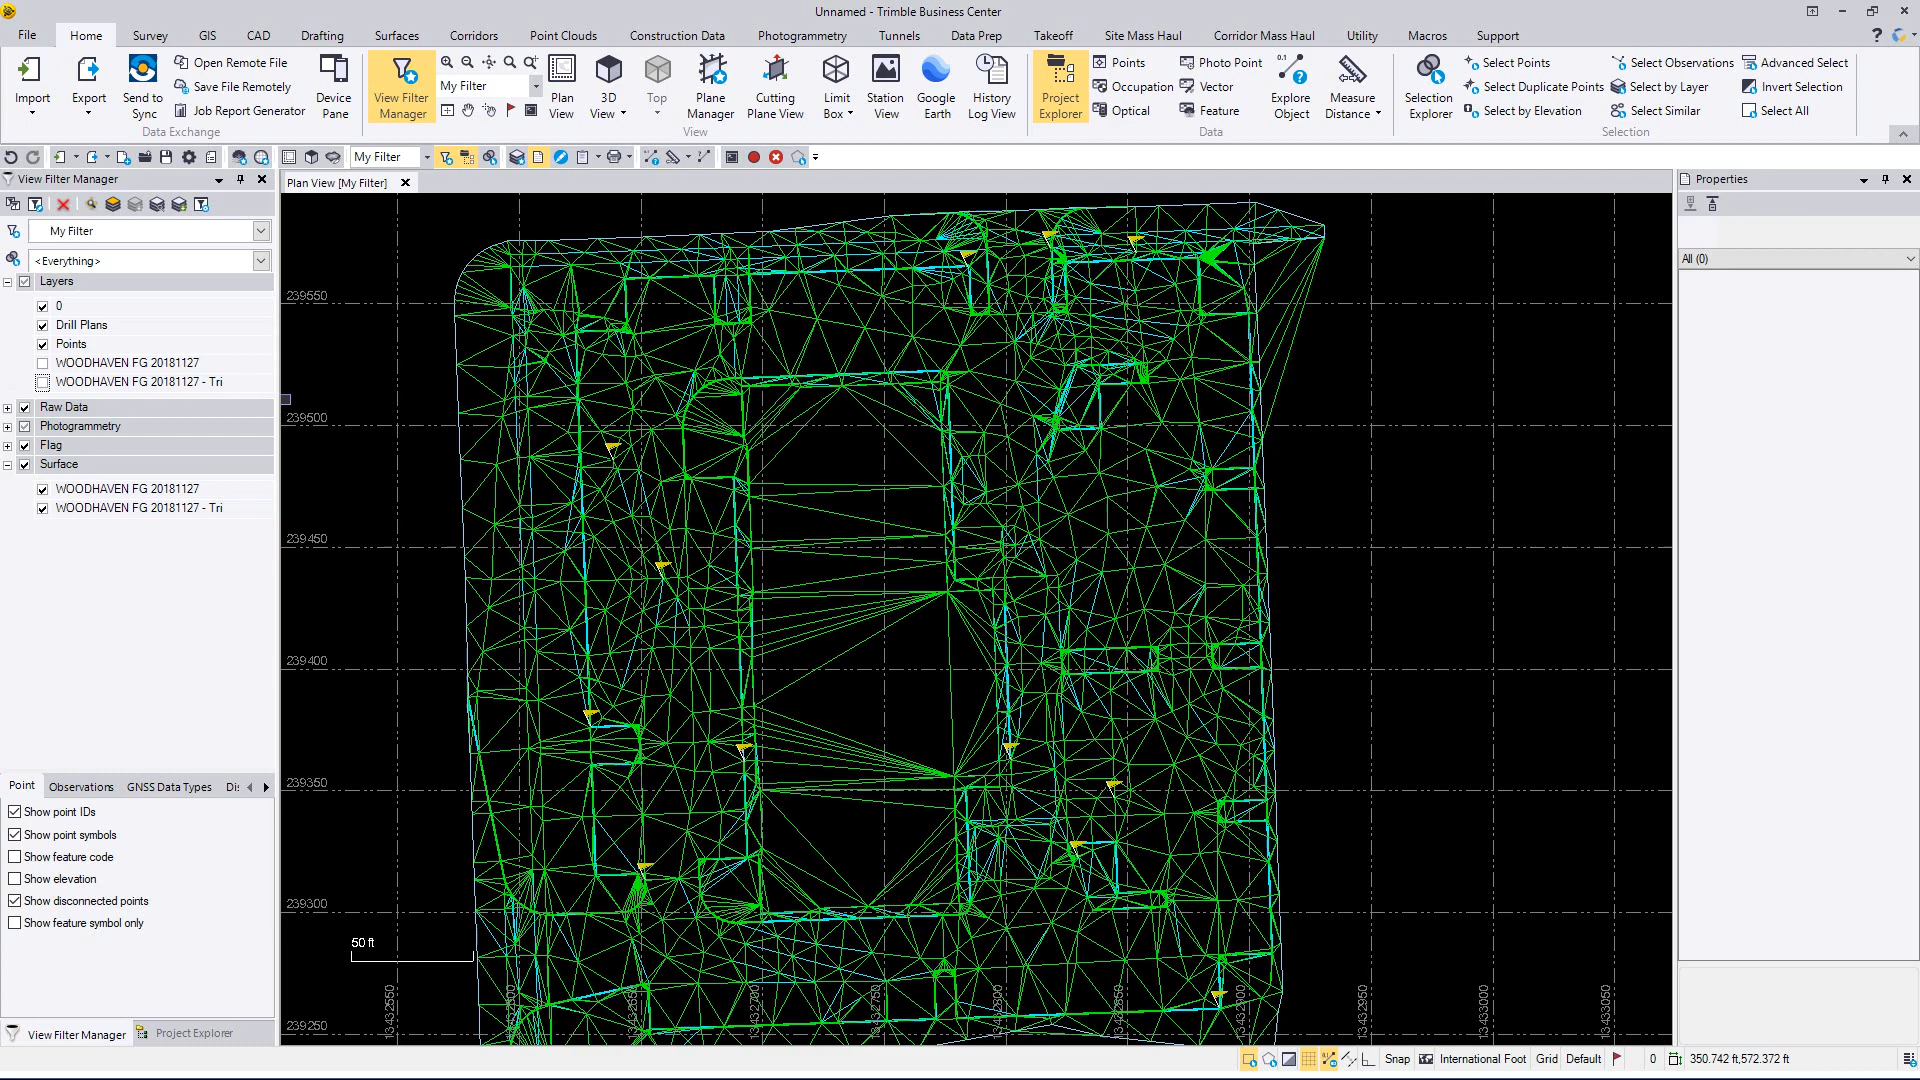 Unnamed - Trimble Business Center
File Home Survey GIS CAD Drafting Surfaces Corridors Point Clouds Construction Data Photogrammetry Tunnels Data Prep Takeoff Site Mass Haul Corridor Mass Haul Utility Macros Support
Import
Export
Send to Sync
Open Remote File
Save File Remotely
Job Report Generator
Device Pane
Data Exchange
View Filter Manager
My Filter
Plan View
3D View
Top
Plane Manager
Cutting Plane View
Limit Box
Station View
Google Earth
History Log View
View
Project Explorer
Points
Occupation
Optical
Photo Point
Vector
Feature
Explore Object
Measure Distance
Data
Selection Explorer
Select Points
Select Duplicate Points
Select by Elevation
Select Observations
Select by Layer
Select Similar
Advanced Select
Invert Selection
Select All
Selection
My Filter
View Filter Manager
My Filter
<Everything>
Layers
0
Drill Plans
Points
WOODHAVEN FG 20181127
WOODHAVEN FG 20181127 - Tri
Raw Data
Photogrammetry
Flag
Surface
WOODHAVEN FG 20181127
WOODHAVEN FG 20181127 - Tri
Point Observations GNSS Data Types
Show point IDs
Show point symbols
Show feature code
Show elevation
Show disconnected points
Show feature symbol only
View Filter Manager Project Explorer
Plan View [My Filter]
239550
239500
239450
239400
239350
239300
239250
50 ft
13432550
13432700
13432750
13432800
13432850
13432900
13432950
13433000
13433050
Properties
All (0)
Snap International Foot Grid Default 0 350.742 ft,572.372 ft